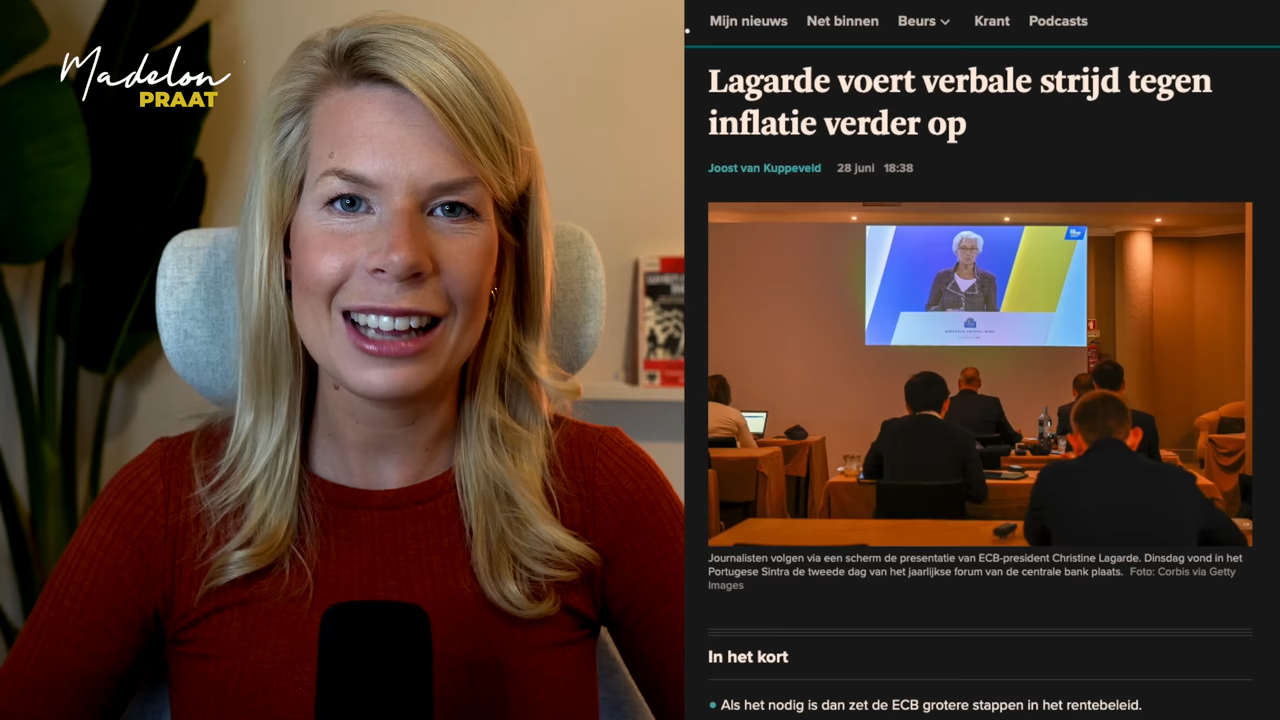 Madelon
PRAAT
Mijn nieuws Net binnen Beurs Krant Podcasts
Lagarde voert verbale strijd tegen
inflatie verder op
Joost van Kuppeveld 28 juni 18:38
Journalisten volgen via een scherm de presentatie van ECB-president Christine Lagarde. Dinsdag vond in het
Portugese Sintra de tweede dag van het jaarlijkse forum van de centrale bank plaats. Foto: Corbis via Getty
Images
In het kort
Als het nodig is dan zet de ECB grotere stappen in het rentebeleid.